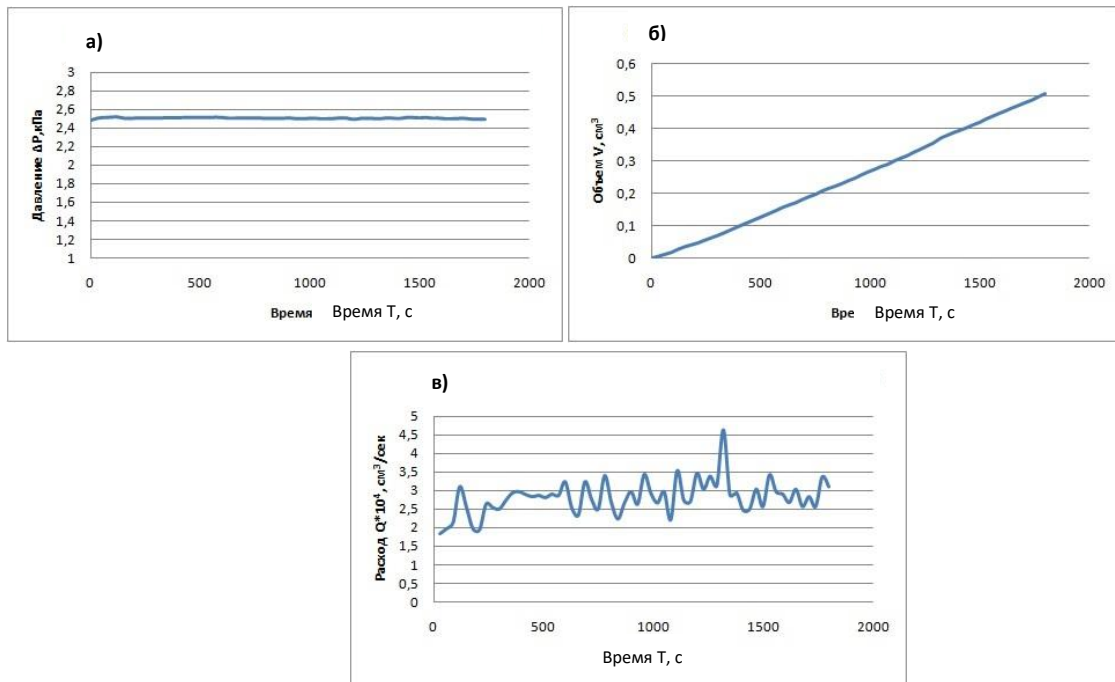 а)
Давление ΔP,кПа
3
2,8
2,6
2,4
2,2
2
1,8
1,6
1,4
1,2
1
0 500 1000 1500 2000
Время Время Т, с
б)
Объем V, см³
0,6
0,5
0,4
0,3
0,2
0,1
0
0 500 1000 1500 2000
Вре Время Т, с
в)
Расход Q*10⁴, см³/сек
5
4,5
4
3,5
3
2,5
2
1,5
1
0,5
0
0 500 1000 1500 2000
Время Т, с